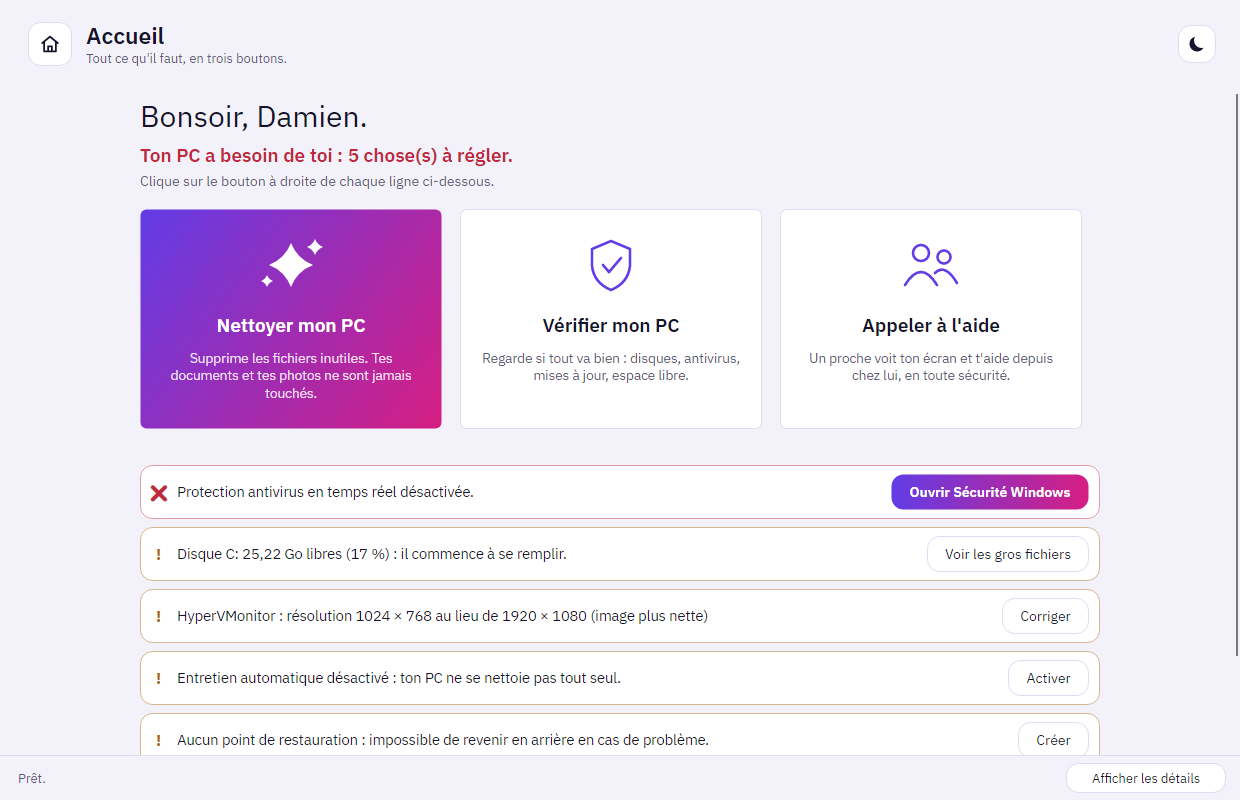 Accueil
Tout ce qu'il faut, en trois boutons.
Bonsoir, Damien.
Ton PC a besoin de toi : 5 chose(s) à régler.
Clique sur le bouton à droite de chaque ligne ci-dessous.
Nettoyer mon PC
Supprime les fichiers inutiles. Tes
documents et tes photos ne sont jamais
touchés.
Vérifier mon PC
Regarde si tout va bien : disques, antivirus,
mises à jour, espace libre.
Appeler à l'aide
Un proche voit ton écran et t'aide depuis
chez lui, en toute sécurité.
Protection antivirus en temps réel désactivée.
Ouvrir Sécurité Windows
! Disque C: 25,22 Go libres (17 %) : il commence à se remplir.
Voir les gros fichiers
! HyperVMonitor : résolution 1024 × 768 au lieu de 1920 × 1080 (image plus nette)
Corriger
! Entretien automatique désactivé : ton PC ne se nettoie pas tout seul.
Activer
! Aucun point de restauration : impossible de revenir en arrière en cas de problème.
Créer
Prêt.
Afficher les détails